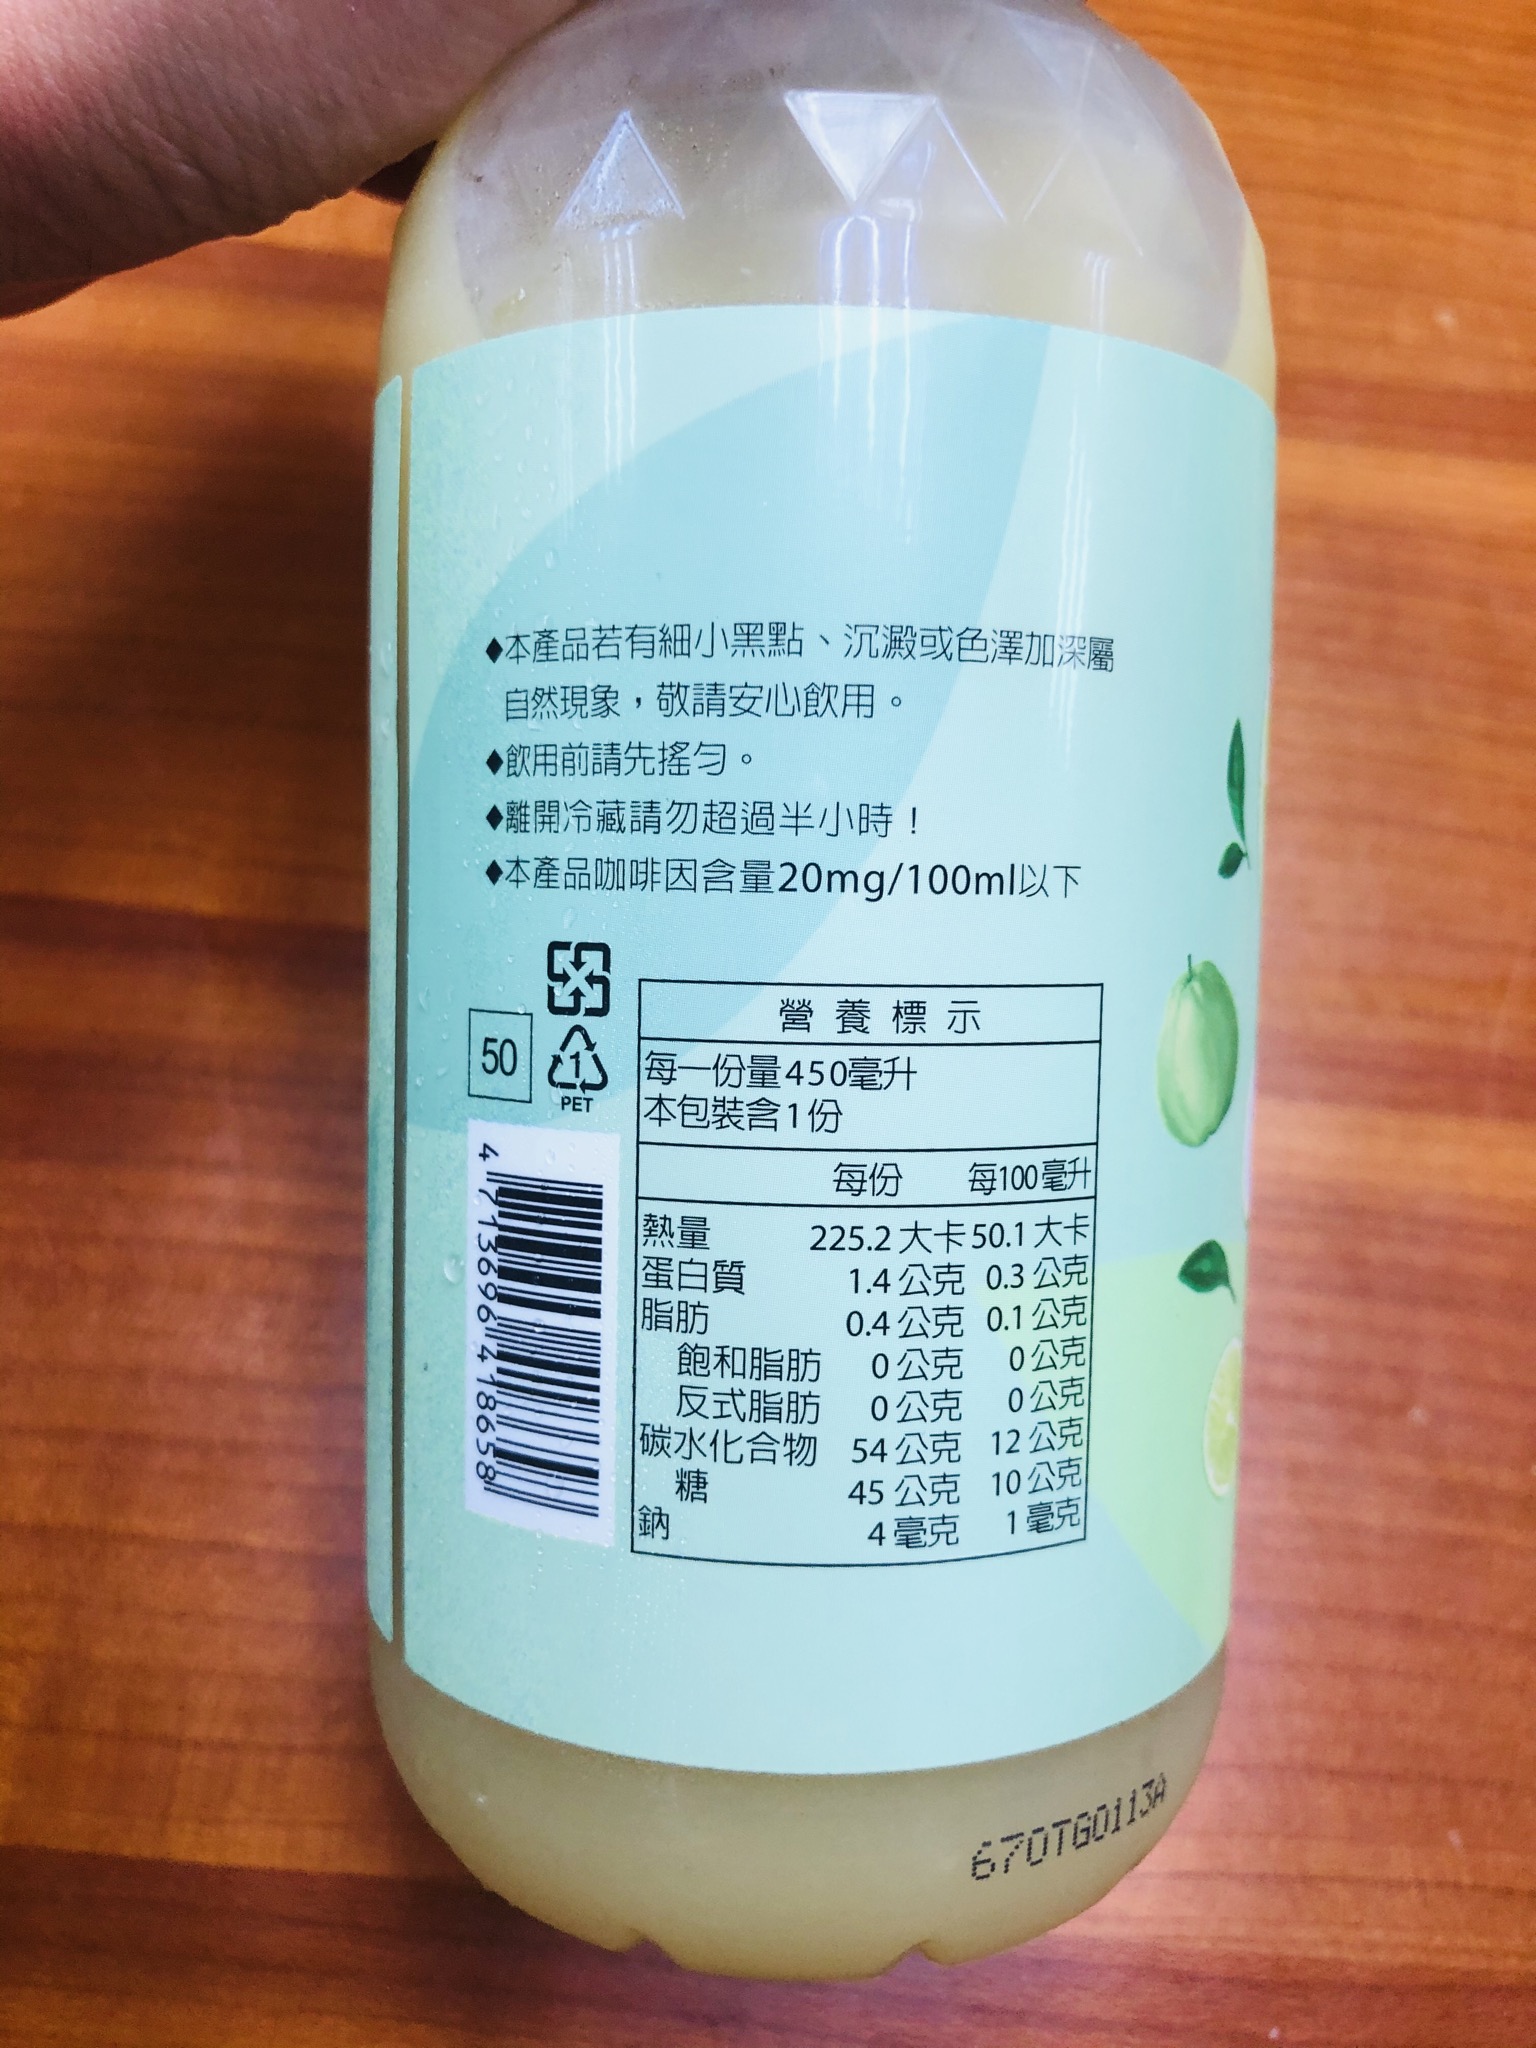 ◆本產品若有細小黑點、沉澱或色澤加深屬
自然現象，敬請安心飲用。
◆飲用前請先搖勻。
◆離開冷藏請勿超過半小時！
◆本產品咖啡因含量20mg/100ml以下
50
1
PET
4 713696 418658
營養標示
每一份量450毫升
本包裝含1份
每份 每100毫升
熱量 225.2 大卡 50.1 大卡
蛋白質 1.4 公克 0.3 公克
脂肪 0.4 公克 0.1 公克
飽和脂肪 0 公克 0 公克
反式脂肪 0 公克 0 公克
碳水化合物 54 公克 12 公克
糖 45 公克 10 公克
鈉 4 毫克 1 毫克
670TG0113A